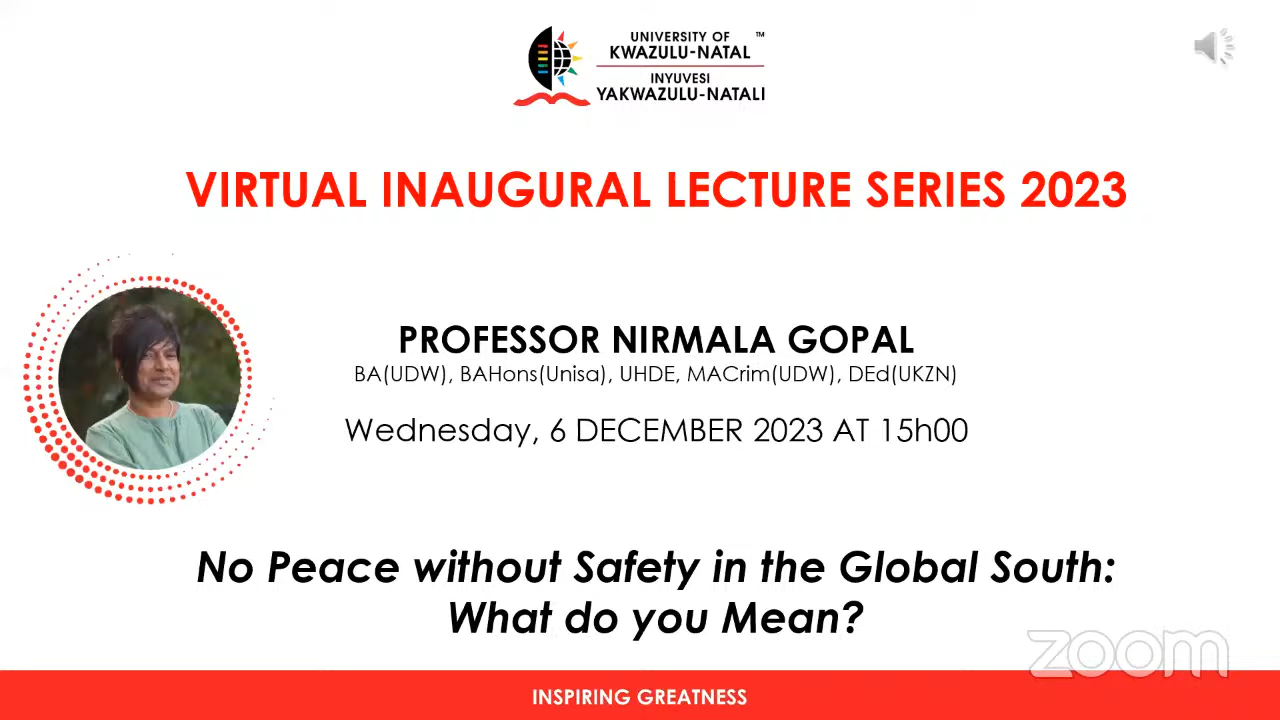 UNIVERSITY OF ™
KWAZULU-NATAL
INYUVESI
YAKWAZULU-NATALI
VIRTUAL INAUGURAL LECTURE SERIES 2023
PROFESSOR NIRMALA GOPAL
BA(UDW), BAHons(Unisa), UHDE, MACrim(UDW), DEd(UKZN)
Wednesday, 6 DECEMBER 2023 AT 15h00
No Peace without Safety in the Global South:
What do you Mean?
zoom
INSPIRING GREATNESS